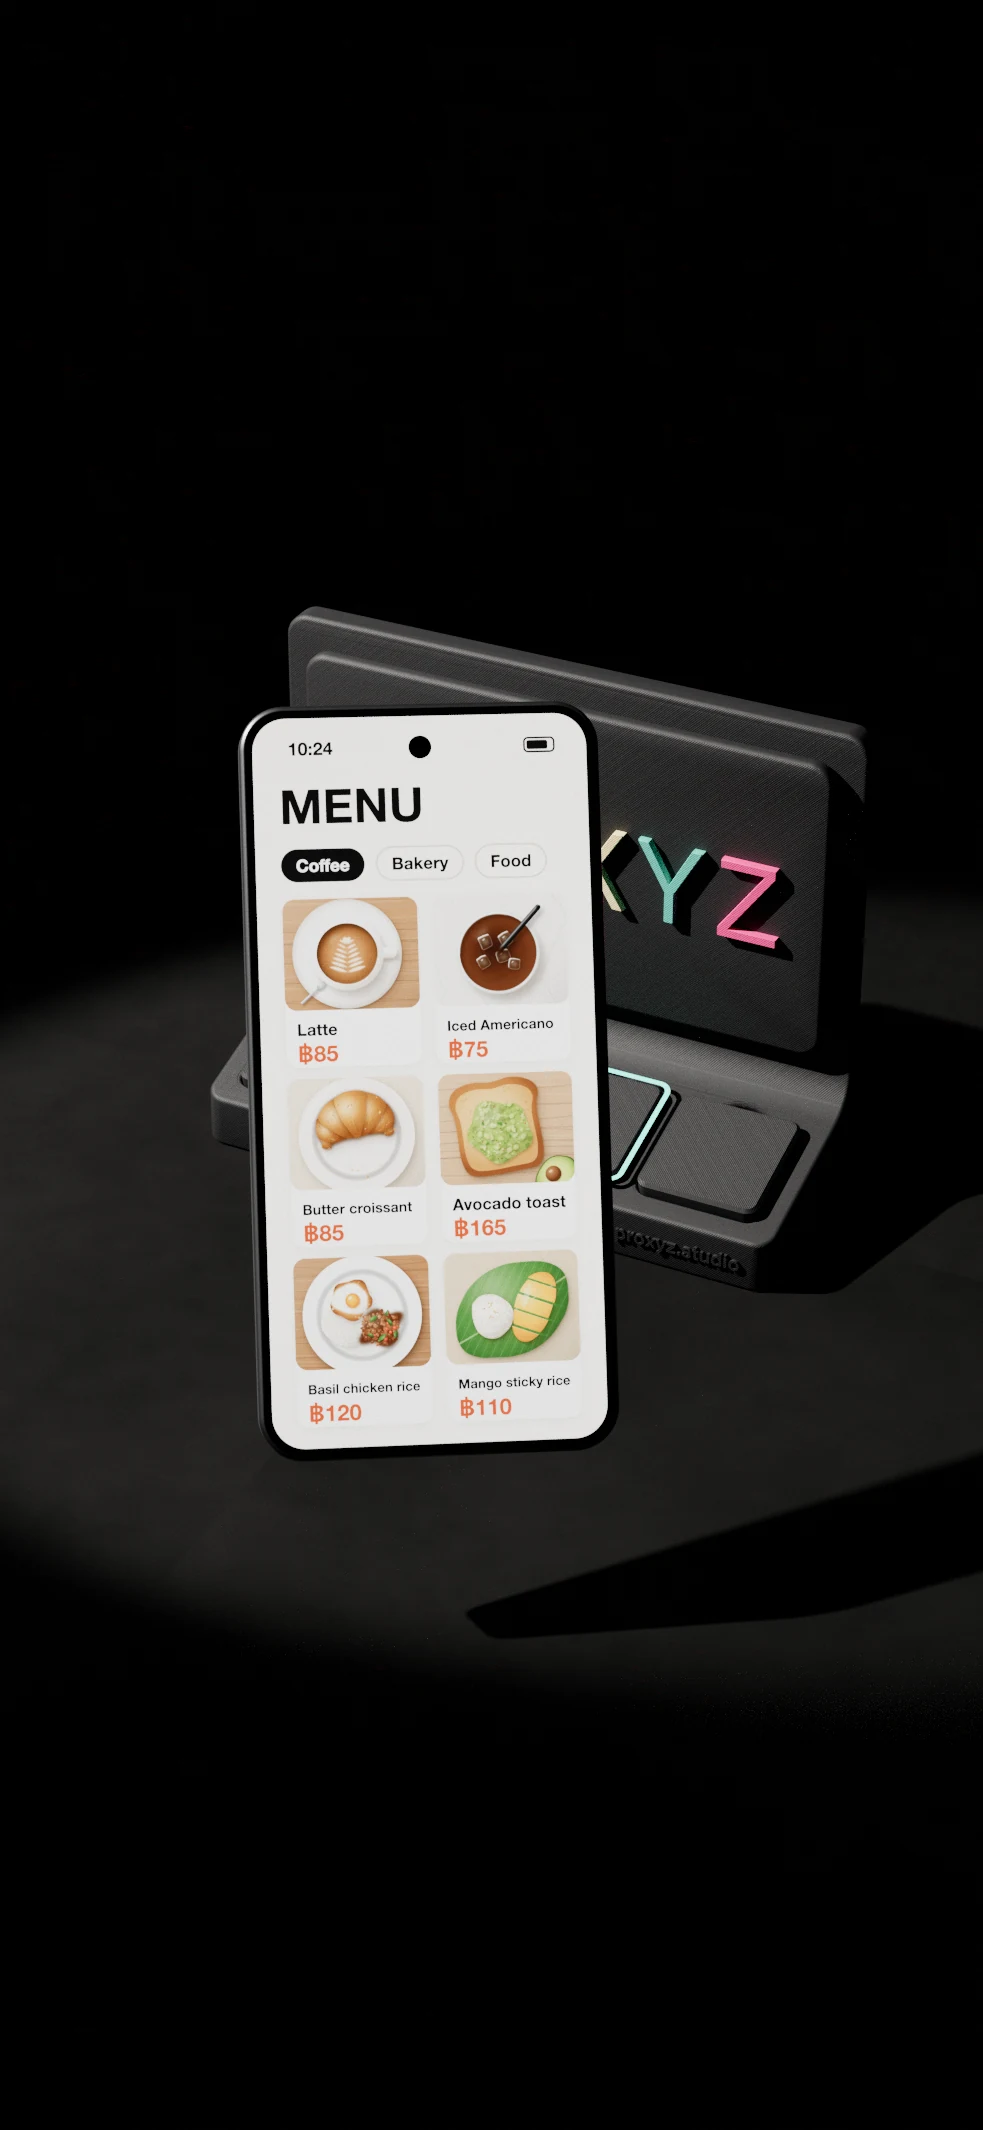 10:24
MENU
Coffee Bakery Food
XYZ
Latte
฿85
Iced Americano
฿75
Butter croissant
฿85
Avocado toast
฿165
proxyz.studio
Basil chicken rice
฿120
Mango sticky rice
฿110